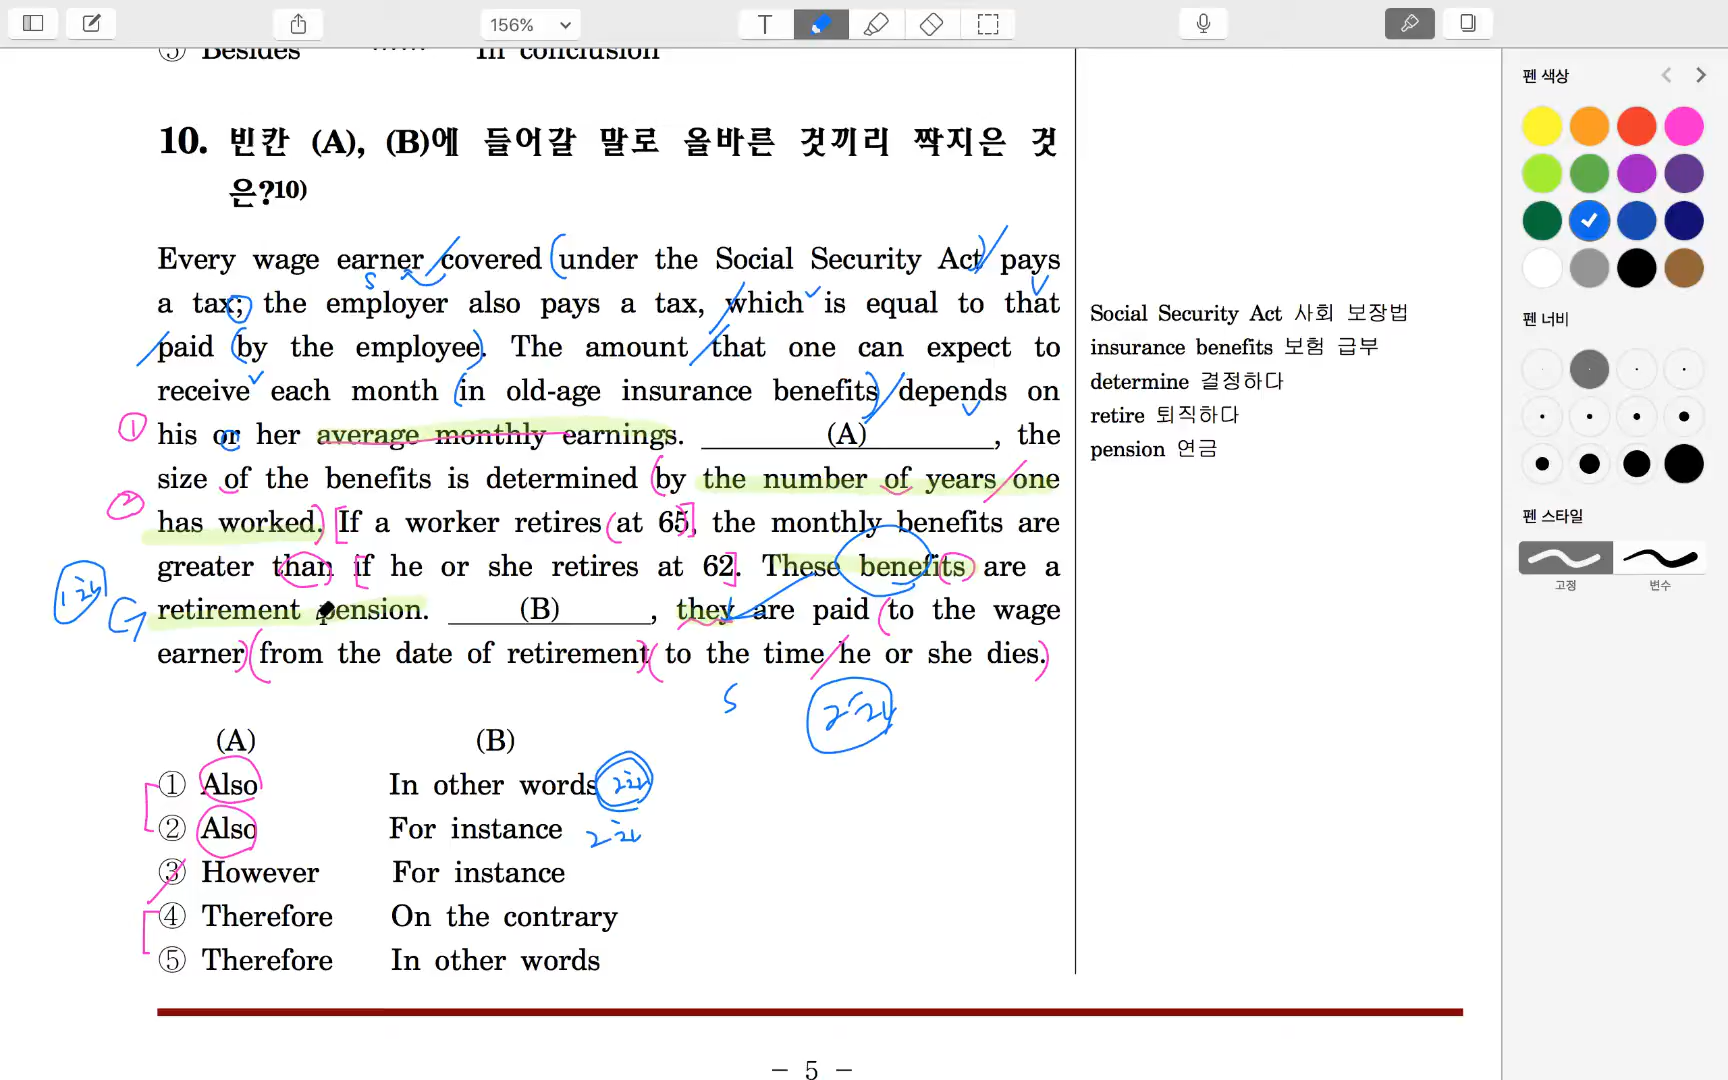 156%
T
⑤ Besides ...... In conclusion
10. 빈칸 (A), (B)에 들어갈 말로 올바른 것끼리 짝지은 것
은?10)
Every wage earner covered (under the Social Security Act) pays
a tax; the employer also pays a tax, which is equal to that
paid (by the employee). The amount that one can expect to
receive each month (in old-age insurance benefits) depends on
① his or her average monthly earnings. (A), the
size of the benefits is determined (by the number of years one
② has worked.) [If a worker retires (at 65)], the monthly benefits are
greater than [if he or she retires at 62]. These benefits are a
G retirement pension. (B), they are paid (to the wage
earner) (from the date of retirement) (to the time he or she dies.)
S
(A) (B)
① Also In other words
② Also For instance
③ However For instance
④ Therefore On the contrary
⑤ Therefore In other words
- 5 -
Social Security Act 사회 보장법
insurance benefits 보험 급부
determine 결정하다
retire 퇴직하다
pension 연금
펜 색상
펜 너비
펜 스타일
고정 변수